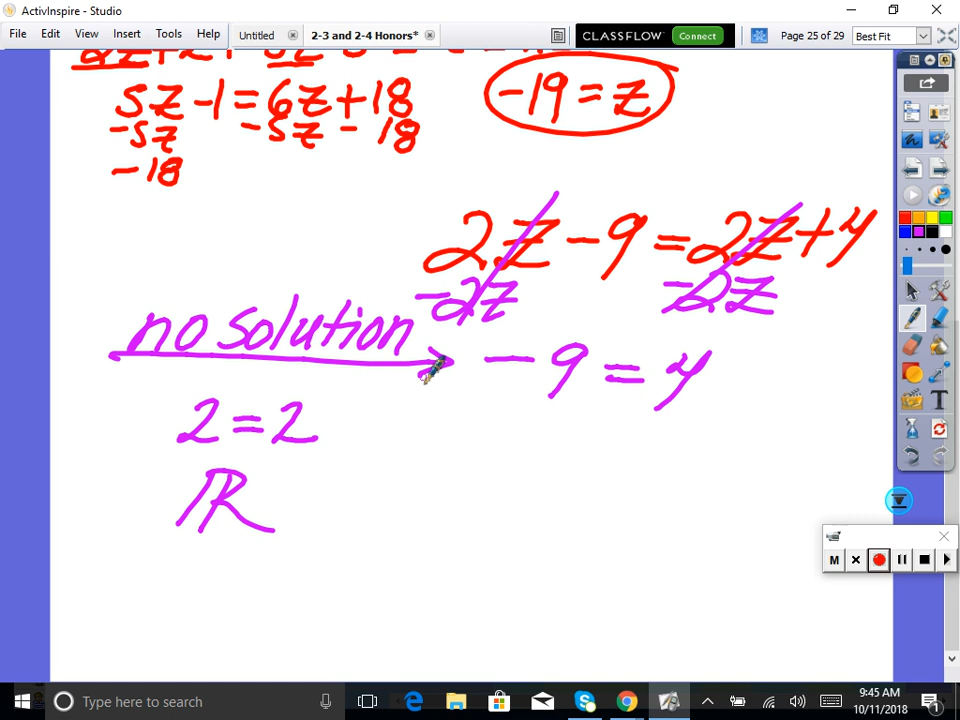 ActivInspire - Studio
File Edit View Insert Tools Help
Untitled
2-3 and 2-4 Honors*
CLASSFLOW Connect
Page 25 of 29
Best Fit
5z - 1 = 6z + 18
-5z -5z - 18
-18
-19 = z
2z - 9 = 2z + 4
-2z -2z
no solution
-9 = 4
2 = 2
ℝ
T
M
Type here to search
9:45 AM
10/11/2018
1